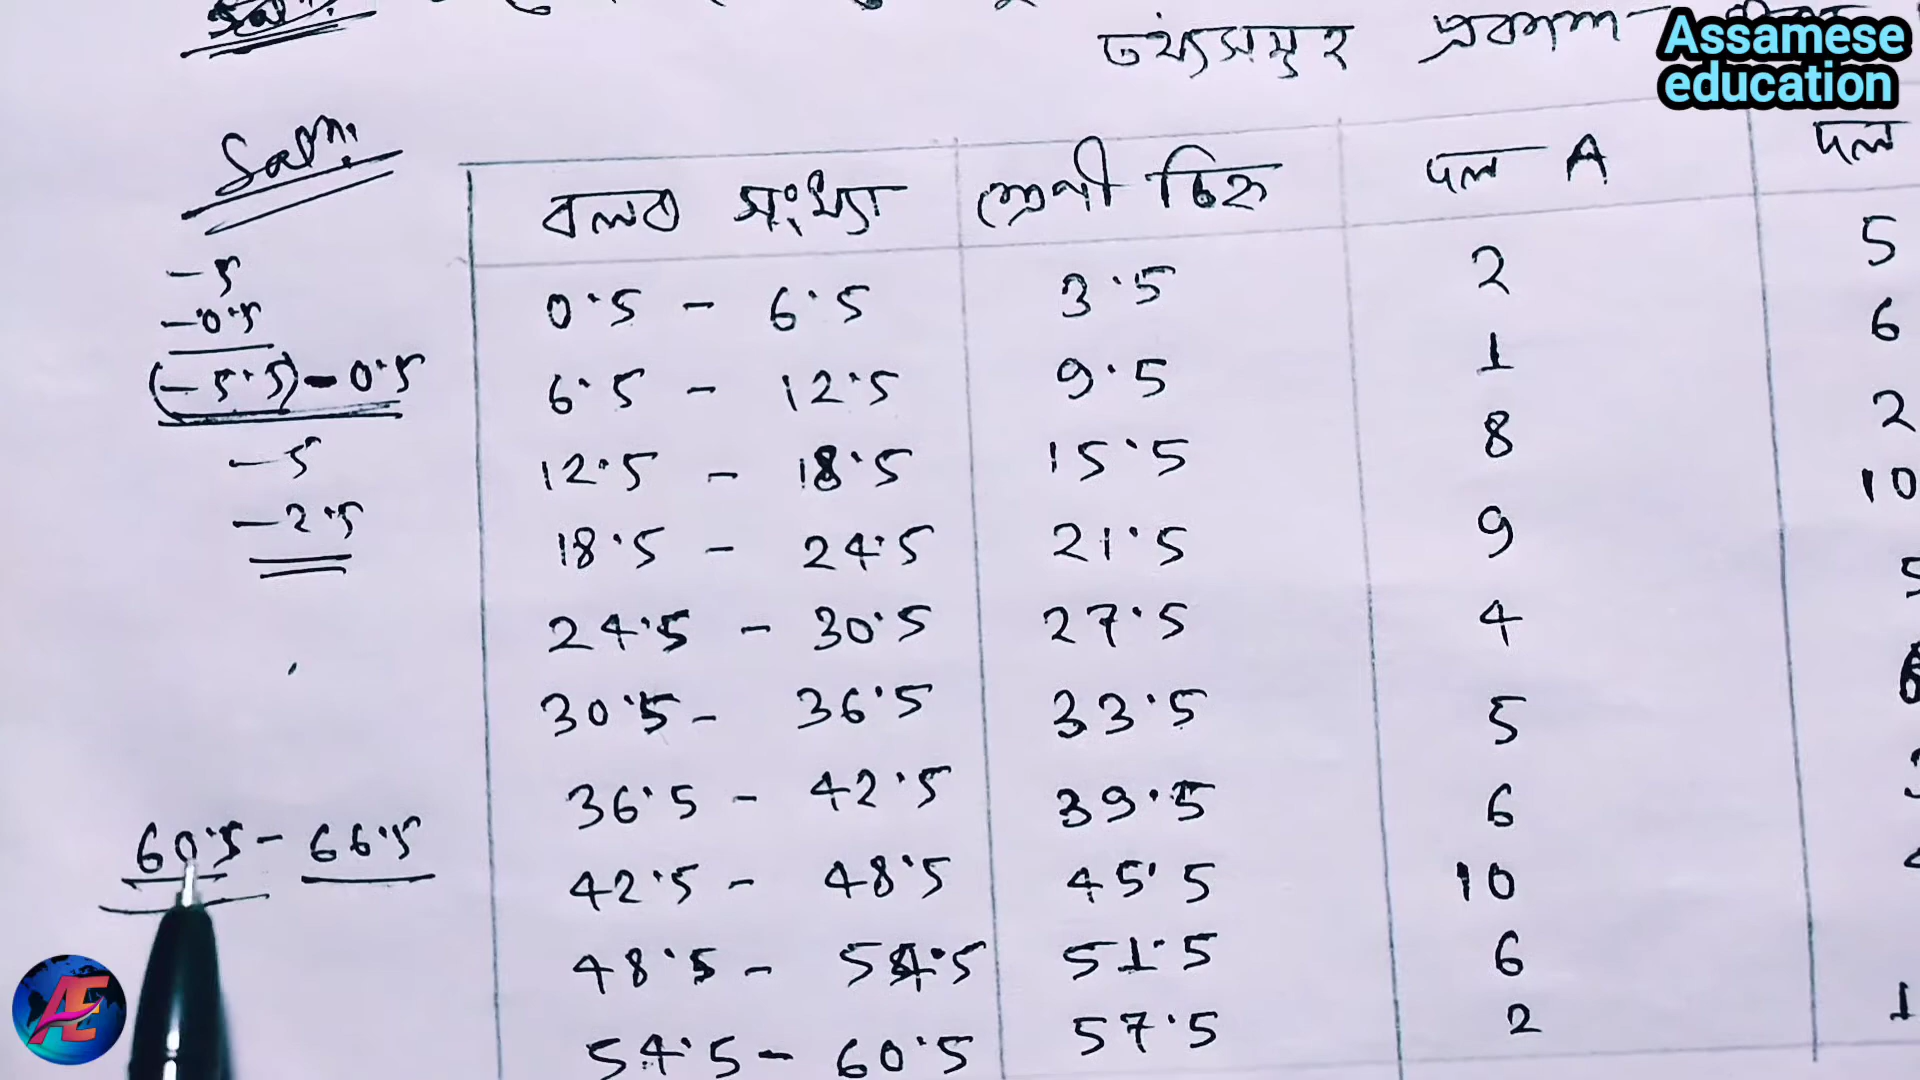 তথ্যসমূহ প্রকাশ
Assamese
education
Soln.
বলৰ সংখ্যা শ্ৰেণী চিহ্ন দল A দল
-5
-0.5
(-5.5)-0.5
-5
-2.5
0.5 - 6.5 3.5 2 5
6.5 - 12.5 9.5 1 6
12.5 - 18.5 15.5 8 2
18.5 - 24.5 21.5 9 10
24.5 - 30.5 27.5 4 5
30.5 - 36.5 33.5 5 6
36.5 - 42.5 39.5 6
60.5 - 66.5
42.5 - 48.5 45.5 10
48.5 - 54.5 51.5 6
54.5 - 60.5 57.5 2 1
AE